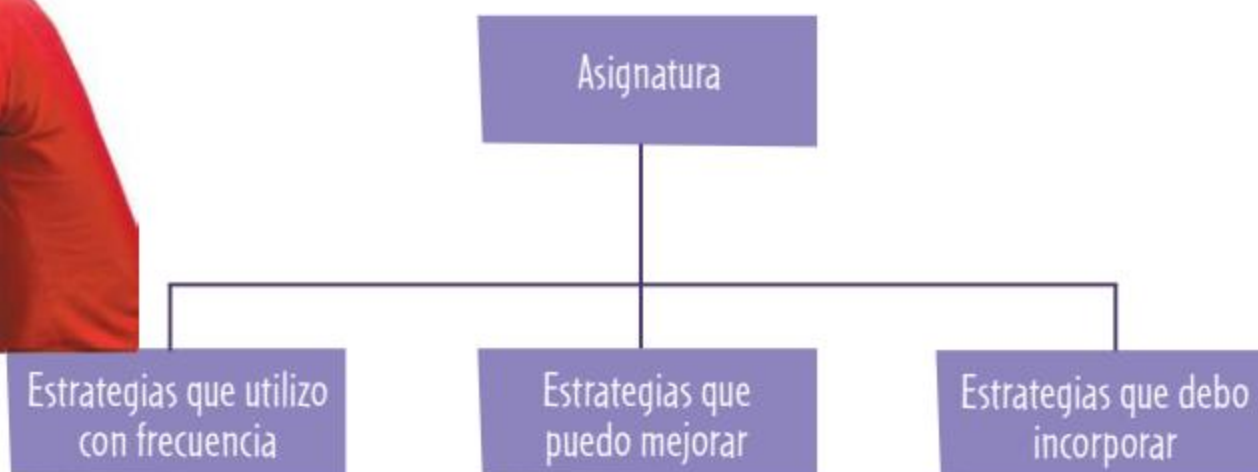 Asignatura
Estrategias que utilizo
con frecuencia
Estrategias que
puedo mejorar
Estrategias que debo
incorporar